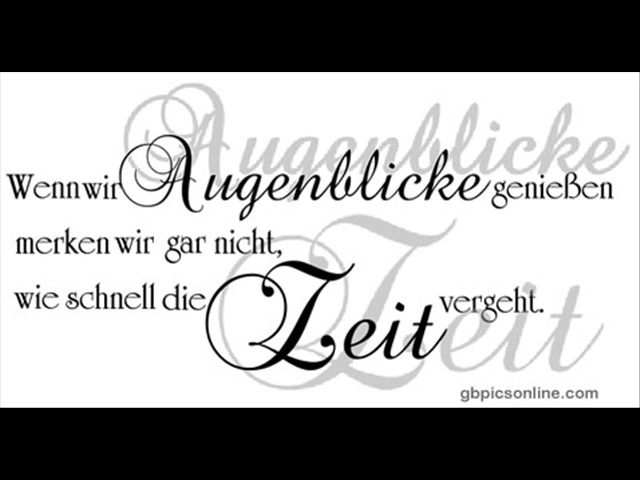 Augenblicke
Wenn wir Augenblicke genießen
merken wir gar nicht,
wie schnell die Zeit vergeht.
Zeit
gbpicsonline.com